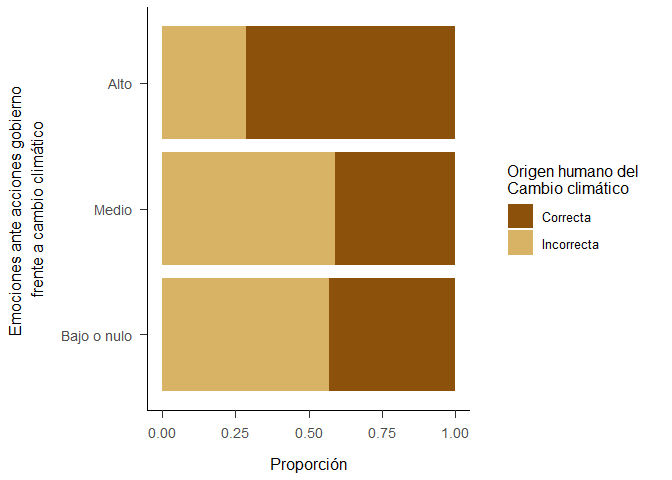 Emociones ante acciones gobierno
frente a cambio climático
Alto
Medio
Bajo o nulo
0.00
0.25
0.50
0.75
1.00
Proporción
Origen humano del
Cambio climático
Correcta
Incorrecta